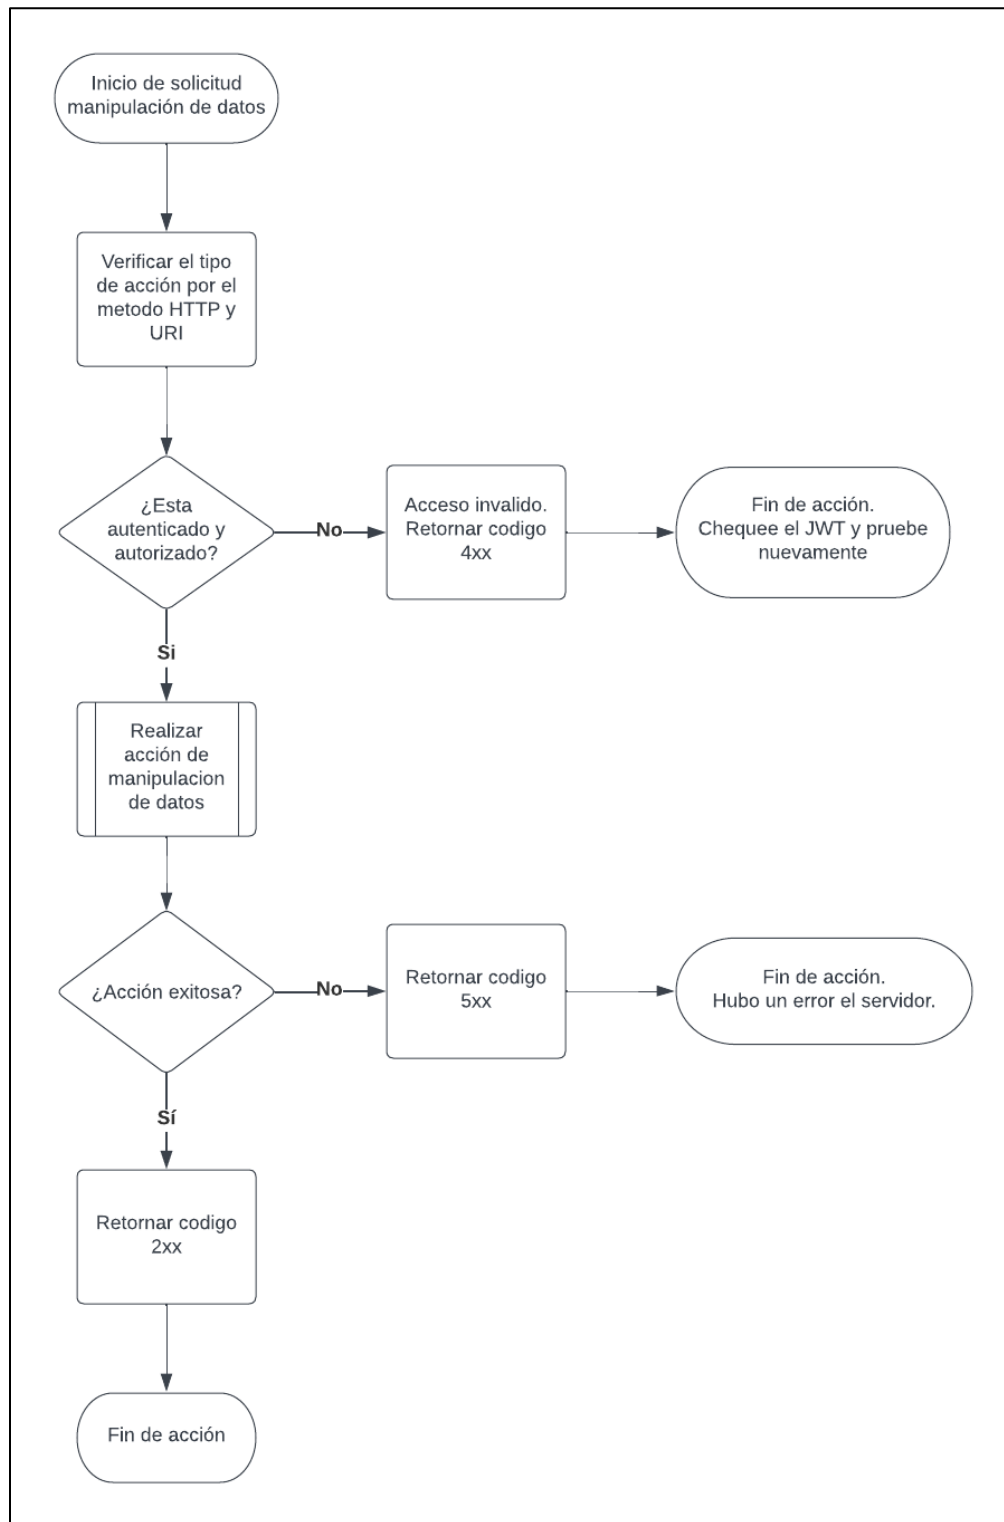 Inicio de solicitud
manipulación de datos
Verificar el tipo
de acción por el
metodo HTTP y
URI
¿Esta
autenticado y
autorizado?
No
Acceso invalido.
Retornar codigo
4xx
Fin de acción.
Chequee el JWT y pruebe
nuevamente
Si
Realizar
acción de
manipulacion
de datos
¿Acción exitosa?
No
Retornar codigo
5xx
Fin de acción.
Hubo un error el servidor.
Sí
Retornar codigo
2xx
Fin de acción